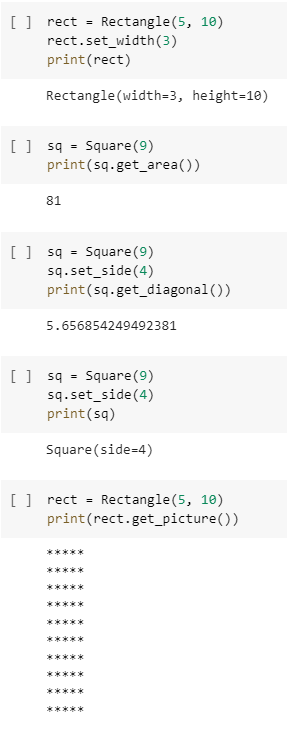 [ ] rect = Rectangle(5, 10)
rect.set_width(3)
print(rect)
Rectangle(width=3, height=10)
[ ] sq = Square(9)
print(sq.get_area())
81
[ ] sq = Square(9)
sq.set_side(4)
print(sq.get_diagonal())
5.656854249492381
[ ] sq = Square(9)
sq.set_side(4)
print(sq)
Square(side=4)
[ ] rect = Rectangle(5, 10)
print(rect.get_picture())
*****
*****
*****
*****
*****
*****
*****
*****
*****
*****